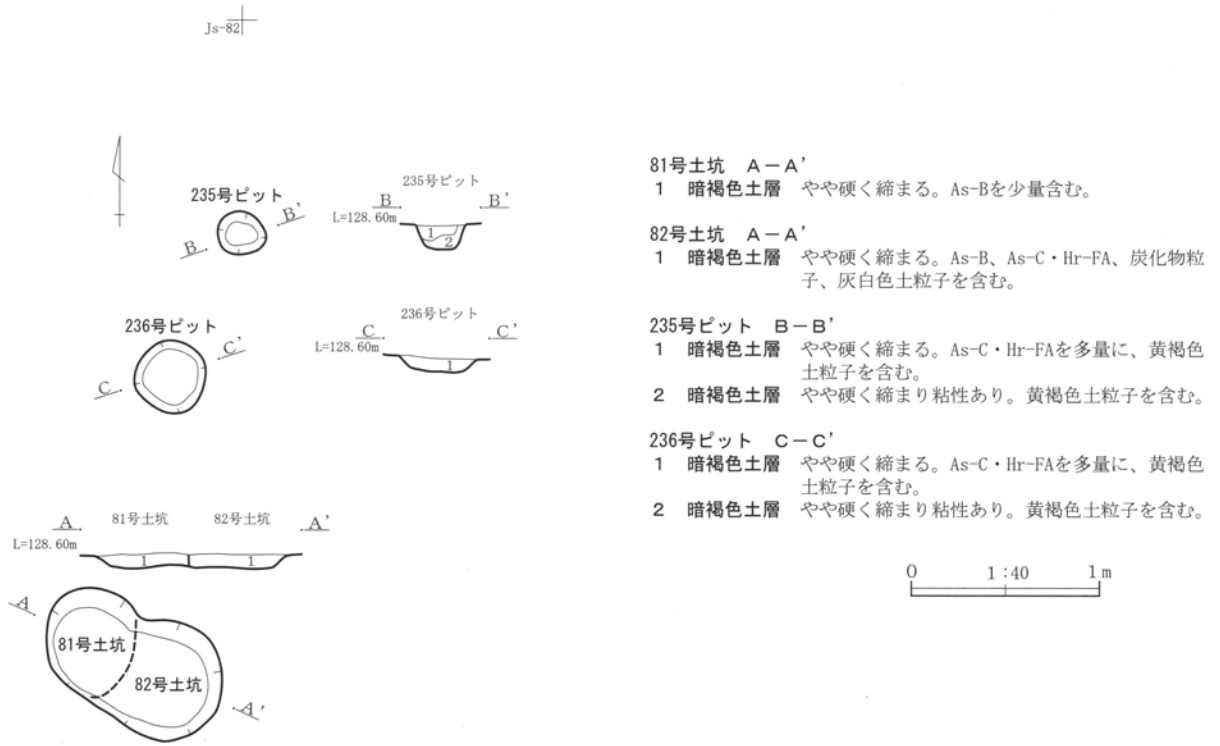 Js-82
235号ピット
B
B'
235号ピット
B
B'
L=128.60m
1
2
236号ピット
C
C'
236号ピット
C
C'
L=128.60m
1
A
81号土坑
82号土坑
A'
L=128.60m
1
1
A
81号土坑
82号土坑
A'
81号土坑 A－A'
1 暗褐色土層 やや硬く締まる。As-Bを少量含む。
82号土坑 A－A'
1 暗褐色土層 やや硬く締まる。As-B、As-C・Hr-FA、炭化物粒
子、灰白色土粒子を含む。
235号ピット B－B'
1 暗褐色土層 やや硬く締まる。As-C・Hr-FAを多量に、黄褐色
土粒子を含む。
2 暗褐色土層 やや硬く締まり粘性あり。黄褐色土粒子を含む。
236号ピット C－C'
1 暗褐色土層 やや硬く締まる。As-C・Hr-FAを多量に、黄褐色
土粒子を含む。
2 暗褐色土層 やや硬く締まり粘性あり。黄褐色土粒子を含む。
0 1:40 1m